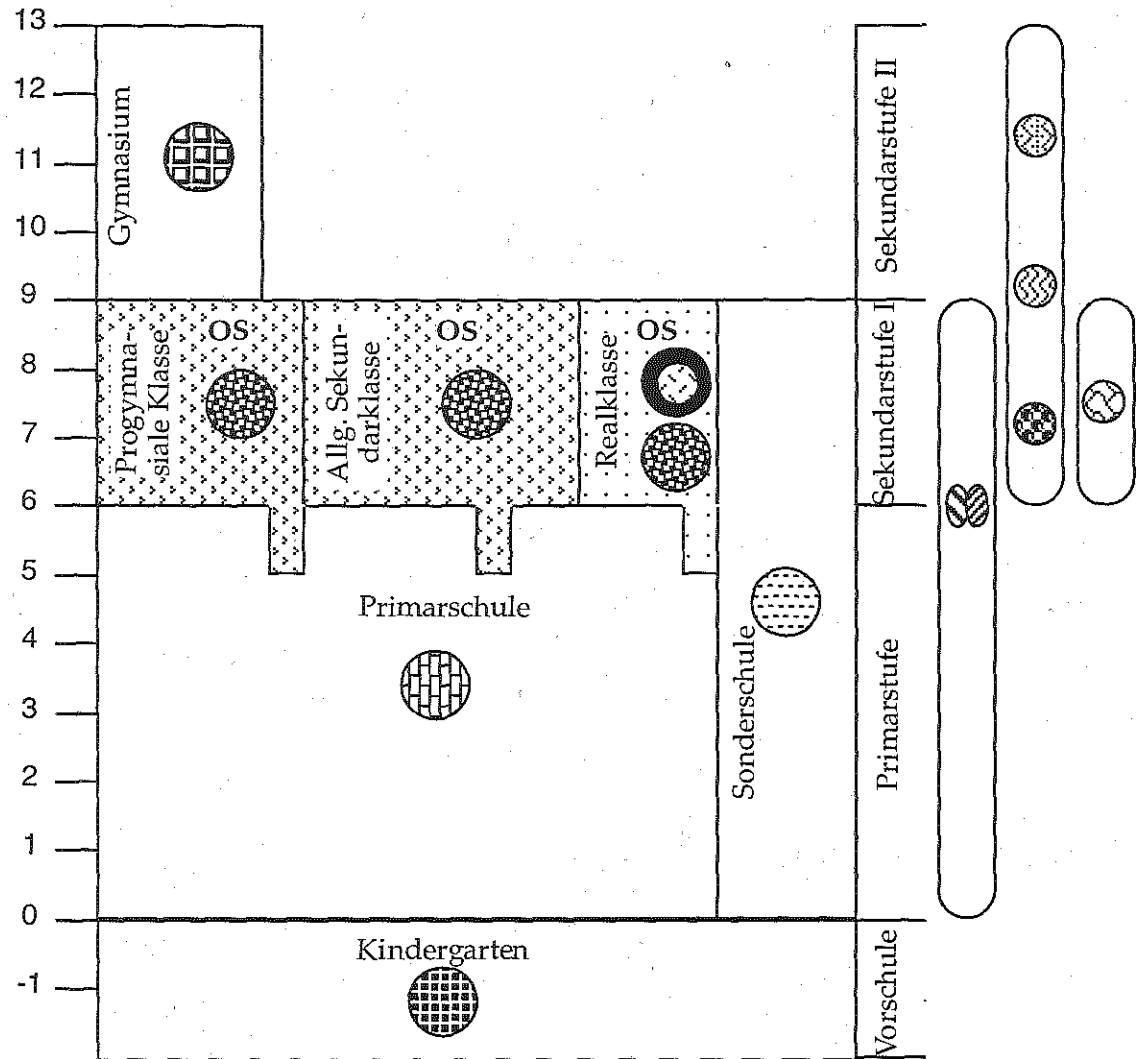 13
12
11
10
9
8
7
6
5
4
3
2
1
0
-1
Gymnasium
Progymna-
siale Klasse
OS
Allg. Sekun-
darklasse
OS
Realklasse
OS
Primarschule
Sonderschule
Kindergarten
Sekundarstufe II
Sekundarstufe I
Primarstufe
Vorschule